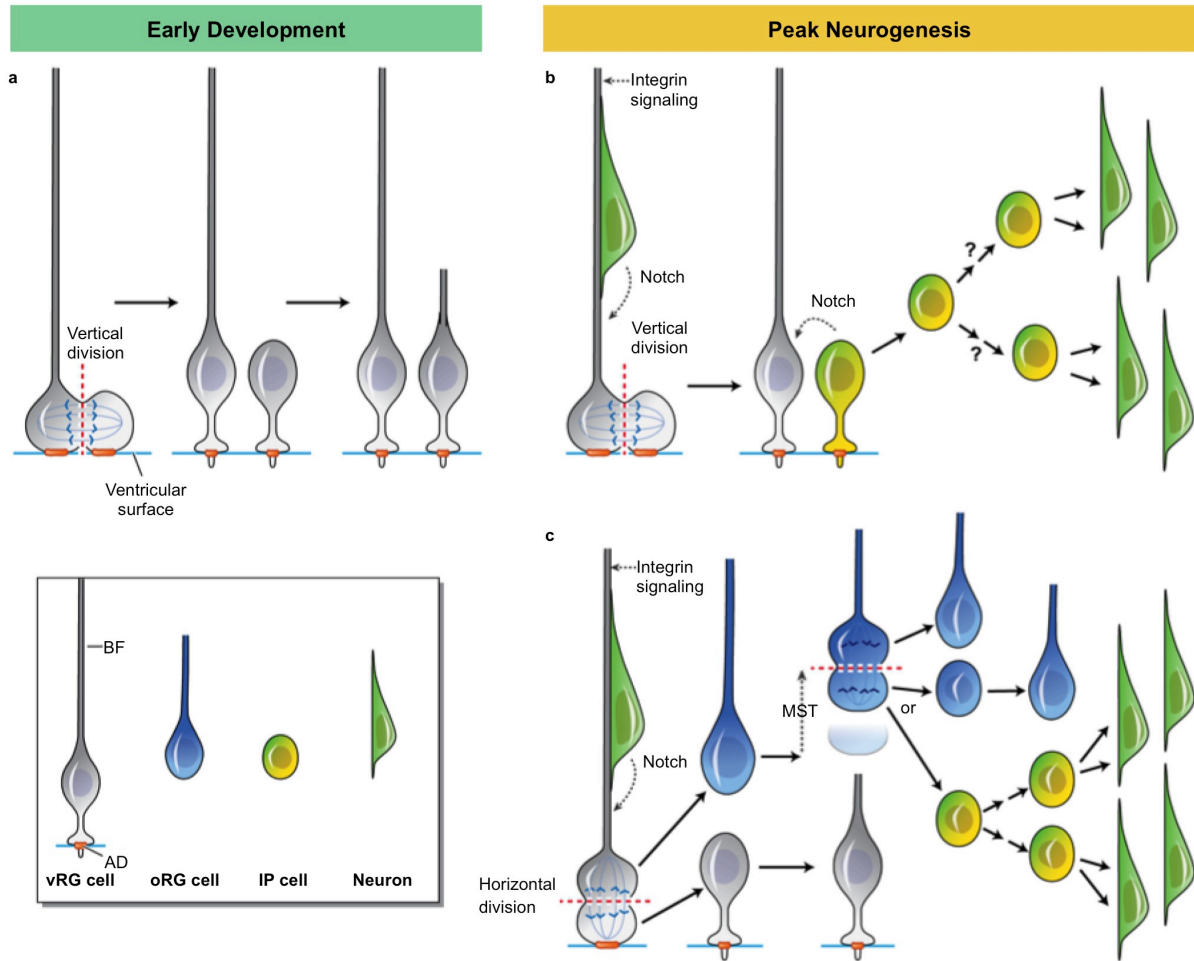 Early Development
Peak Neurogenesis
a
Vertical
division
Ventricular
surface
b
Integrin
signaling
Notch
Vertical
division
Notch
?
?
c
Integrin
signaling
Notch
Horizontal
division
MST
or
BF
AD
vRG cell
oRG cell
IP cell
Neuron